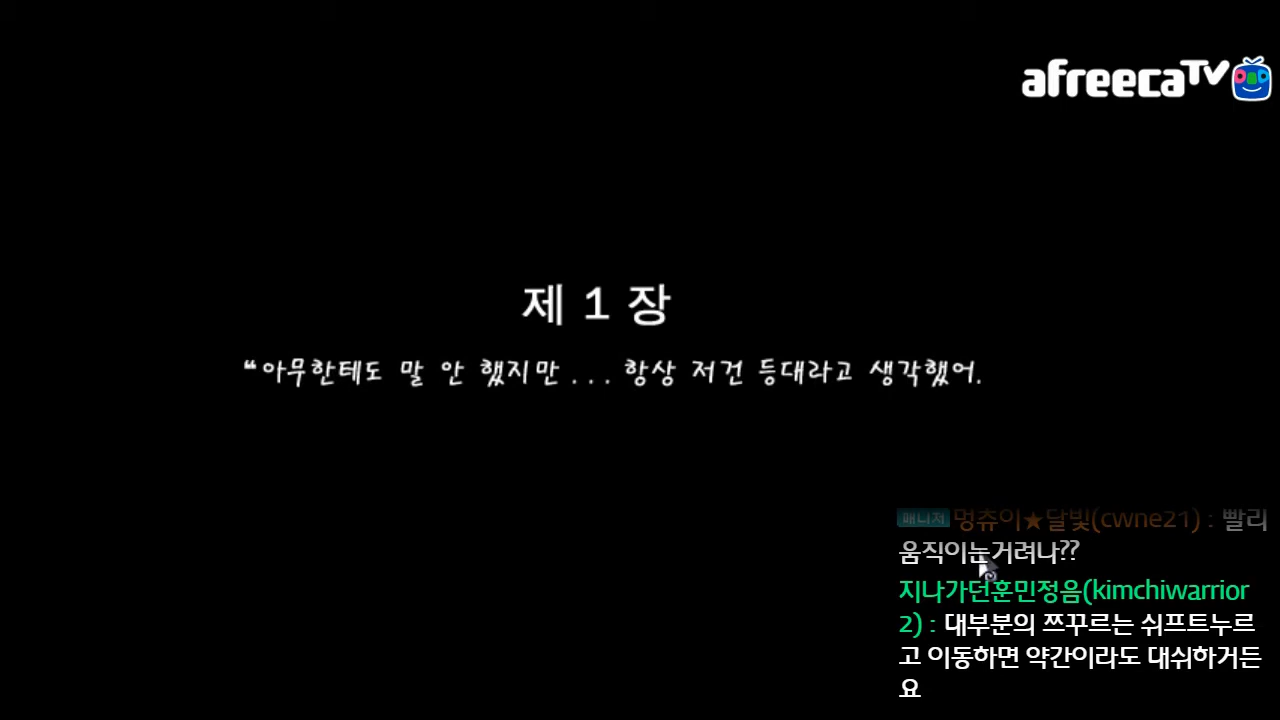 afreecaTV
제 1 장
“아무한테도 말 안 했지만 . . . 항상 저건 등대라고 생각했어.
매니저 멍츄이★달빛(cwne21) : 빨리
움직이는거려나??
지나가던훈민정음(kimchiwarrior
2) : 대부분의 쯔꾸르는 쉬프트누르
고 이동하면 약간이라도 대쉬하거든
요